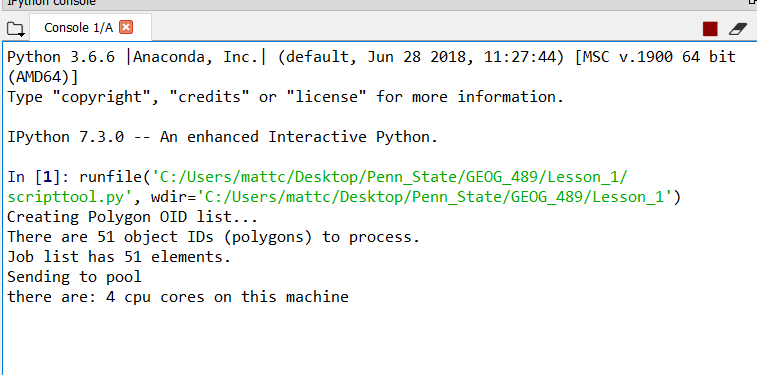 IPython console
Console 1/A
Python 3.6.6 |Anaconda, Inc.| (default, Jun 28 2018, 11:27:44) [MSC v.1900 64 bit
(AMD64)]
Type "copyright", "credits" or "license" for more information.
IPython 7.3.0 -- An enhanced Interactive Python.
In [1]: runfile('C:/Users/mattc/Desktop/Penn_State/GEOG_489/Lesson_1/
scripttool.py', wdir='C:/Users/mattc/Desktop/Penn_State/GEOG_489/Lesson_1')
Creating Polygon OID list...
There are 51 object IDs (polygons) to process.
Job list has 51 elements.
Sending to pool
there are: 4 cpu cores on this machine